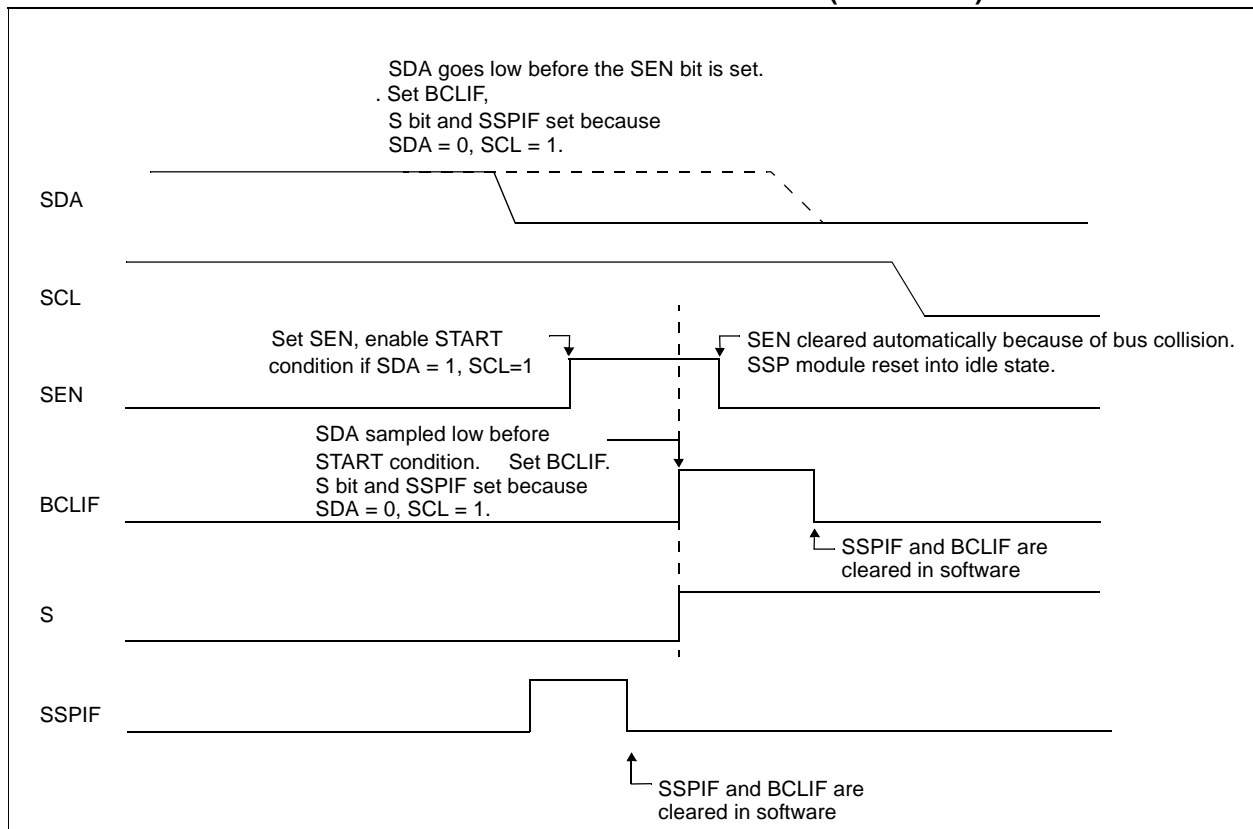 SDA goes low before the SEN bit is set.
. Set BCLIF,
S bit and SSPIF set because
SDA = 0, SCL = 1.
SDA
SCL
Set SEN, enable START
condition if SDA = 1, SCL=1
SEN cleared automatically because of bus collision.
SSP module reset into idle state.
SEN
SDA sampled low before
START condition. Set BCLIF.
S bit and SSPIF set because
SDA = 0, SCL = 1.
BCLIF
SSPIF and BCLIF are
cleared in software
S
SSPIF
SSPIF and BCLIF are
cleared in software